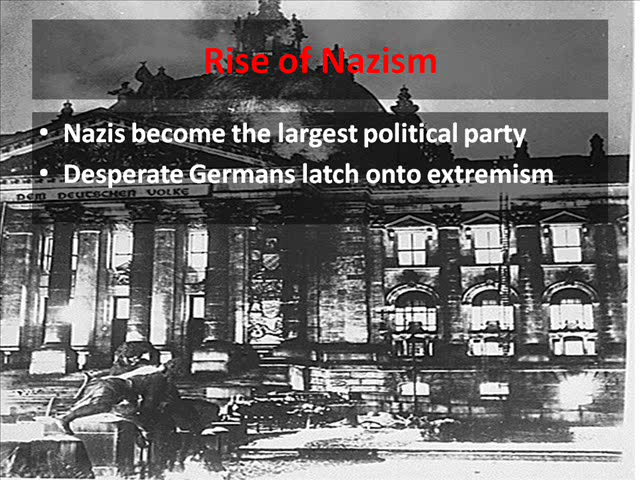 Rise of Nazism
• Nazis become the largest political party
• Desperate Germans latch onto extremism
DEM DEUTSCHEN VOLKE